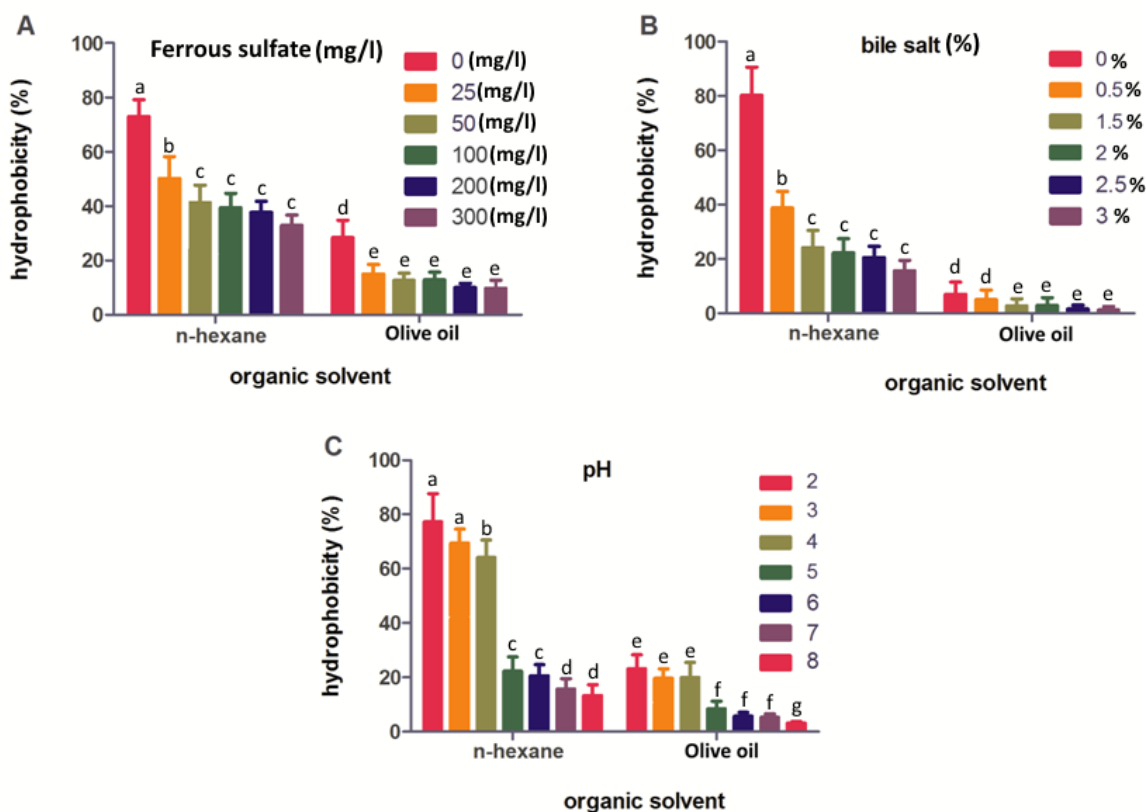 A
Ferrous sulfate (mg/l)
hydrophobicity (%)
100
80
60
40
20
0
a
b
c
c
c
c
d
e
e
e
e
e
0 (mg/l)
25 (mg/l)
50 (mg/l)
100 (mg/l)
200 (mg/l)
300 (mg/l)
n-hexane
Olive oil
organic solvent
B
bile salt (%)
hydrophobicity (%)
100
80
60
40
20
0
a
b
c
c
c
c
d
d
e
e
e
e
0 %
0.5%
1.5%
2 %
2.5%
3 %
n-hexane
Olive oil
organic solvent
C
pH
hydrophobicity (%)
100
80
60
40
20
0
a
a
b
c
c
d
d
e
e
e
f
f
f
g
2
3
4
5
6
7
8
n-hexane
Olive oil
organic solvent